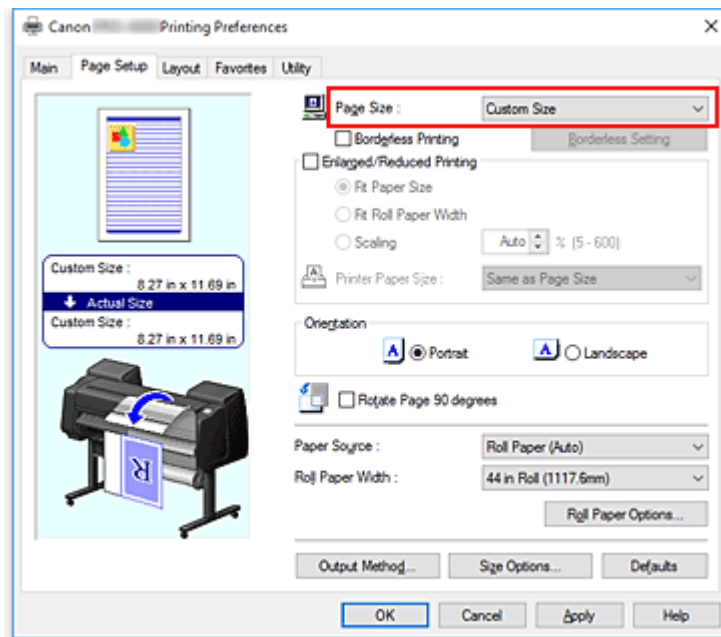 Canon Printing Preferences
Main Page Setup Layout Favorites Utility
Page Size : Custom Size
Borderless Printing Borderless Setting
Enlarged/Reduced Printing
Fit Paper Size
Fit Roll Paper Width
Scaling Auto % (5 - 600)
Printer Paper Size : Same as Page Size
Custom Size :
8.27 in x 11.69 in
Actual Size
Custom Size :
8.27 in x 11.69 in
Orientation
A Portrait A Landscape
Rotate Page 90 degrees
R
Paper Source : Roll Paper (Auto)
Roll Paper Width : 44 in Roll (1117.6mm)
Roll Paper Options...
Output Method... Size Options... Defaults
OK Cancel Apply Help